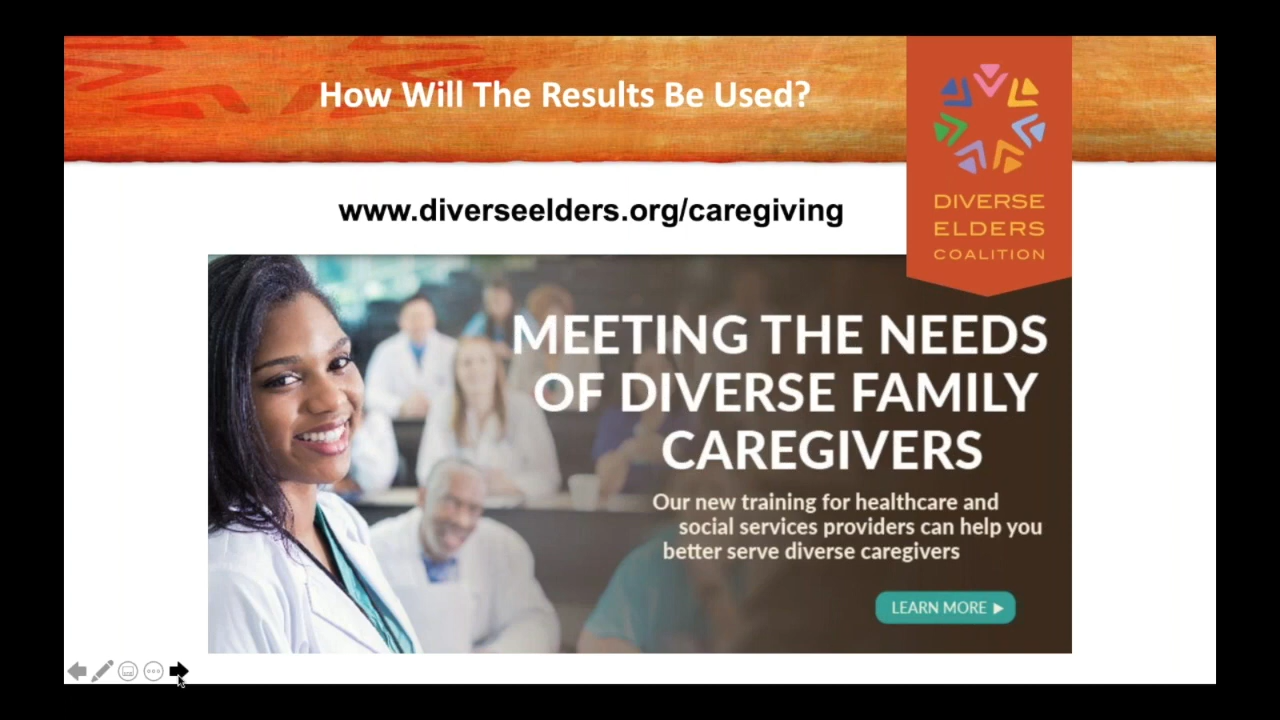 How Will The Results Be Used?
www.diverseelders.org/caregiving
DIVERSE
ELDERS
COALITION
MEETING THE NEEDS
OF DIVERSE FAMILY
CAREGIVERS
Our new training for healthcare and
social services providers can help you
better serve diverse caregivers
LEARN MORE ▶